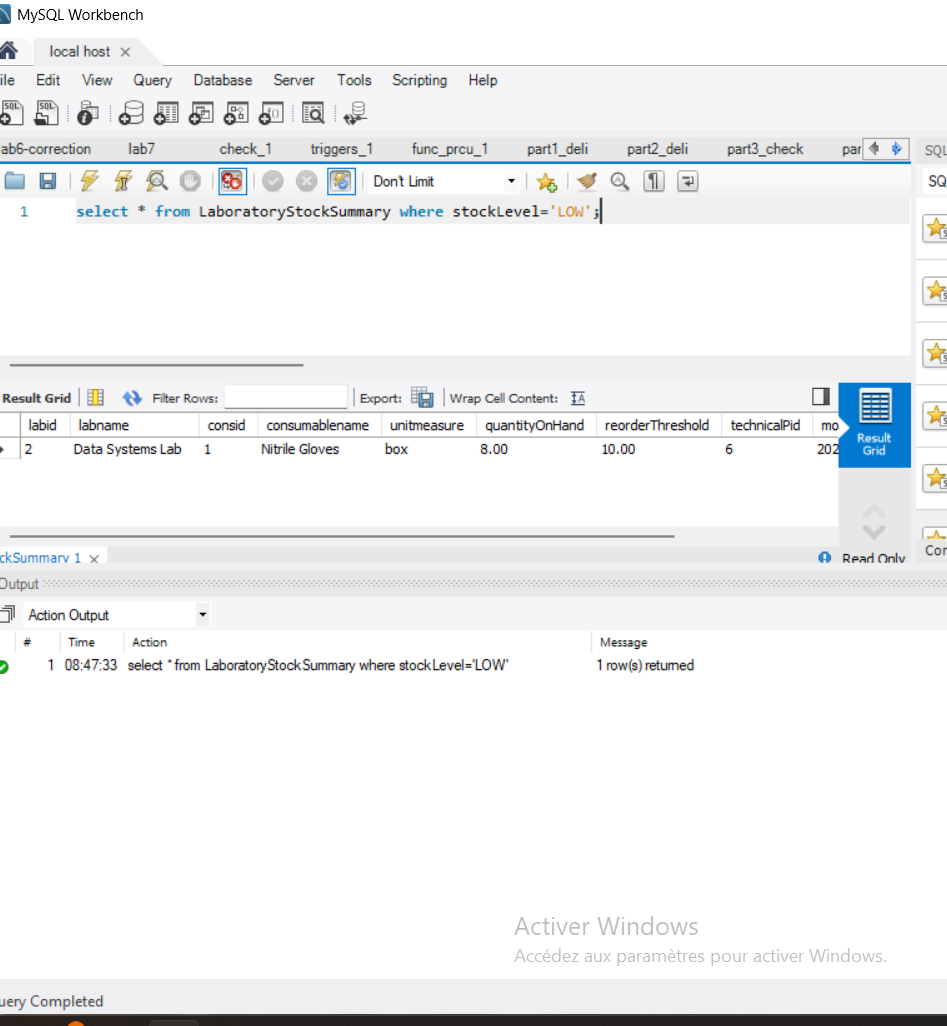 MySQL Workbench
local host
ile Edit View Query Database Server Tools Scripting Help
ab6-correction lab7 check_1 triggers_1 func_prcu_1 part1_deli part2_deli part3_check par SQL
Don't Limit SQ
1 select * from LaboratoryStockSummary where stockLevel='LOW';
Result Grid Filter Rows: Export: Wrap Cell Content:
labid labname consid consumablename unitmeasure quantityOnHand reorderThreshold technicalPid mo
2 Data Systems Lab 1 Nitrile Gloves box 8.00 10.00 6 202
Result
Grid
ckSummary 1 Read Only Cor
Output
Action Output
# Time Action Message
1 08:47:33 select * from LaboratoryStockSummary where stockLevel='LOW' 1 row(s) returned
Activer Windows
Accédez aux paramètres pour activer Windows.
uery Completed